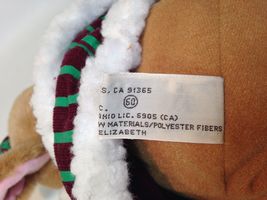 S, CA 91365
60
C.
OHIO LIC. 5905 (CA)
W MATERIALS/POLYESTER FIBERS
ELIZABETH